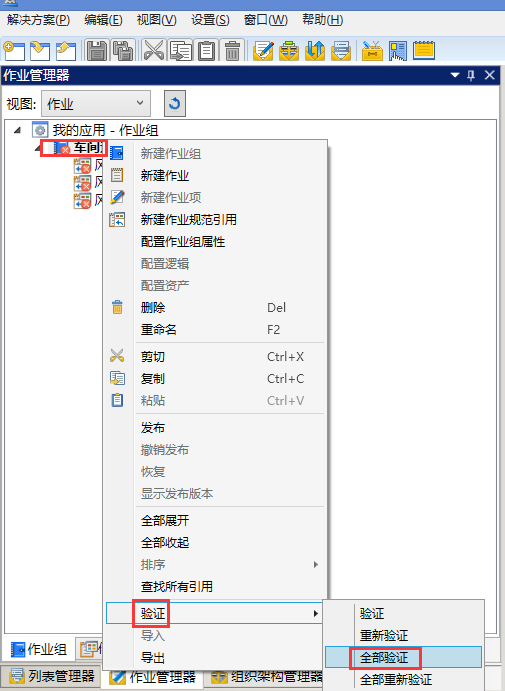 解决方案(P) 编辑(E) 视图(V) 设置(S) 窗口(W) 帮助(H)
作业管理器
视图: 作业
我的应用 - 作业组
车间
新建作业组
新建作业
新建作业项
新建作业规范引用
配置作业组属性
配置逻辑
配置资产
删除 Del
重命名 F2
剪切 Ctrl+X
复制 Ctrl+C
粘贴 Ctrl+V
发布
撤销发布
恢复
显示发布版本
全部展开
全部收起
排序
查找所有引用
验证
导入
导出
验证
重新验证
全部验证
全部重新验证
作业组
列表管理器 作业管理器 组织架构管理器